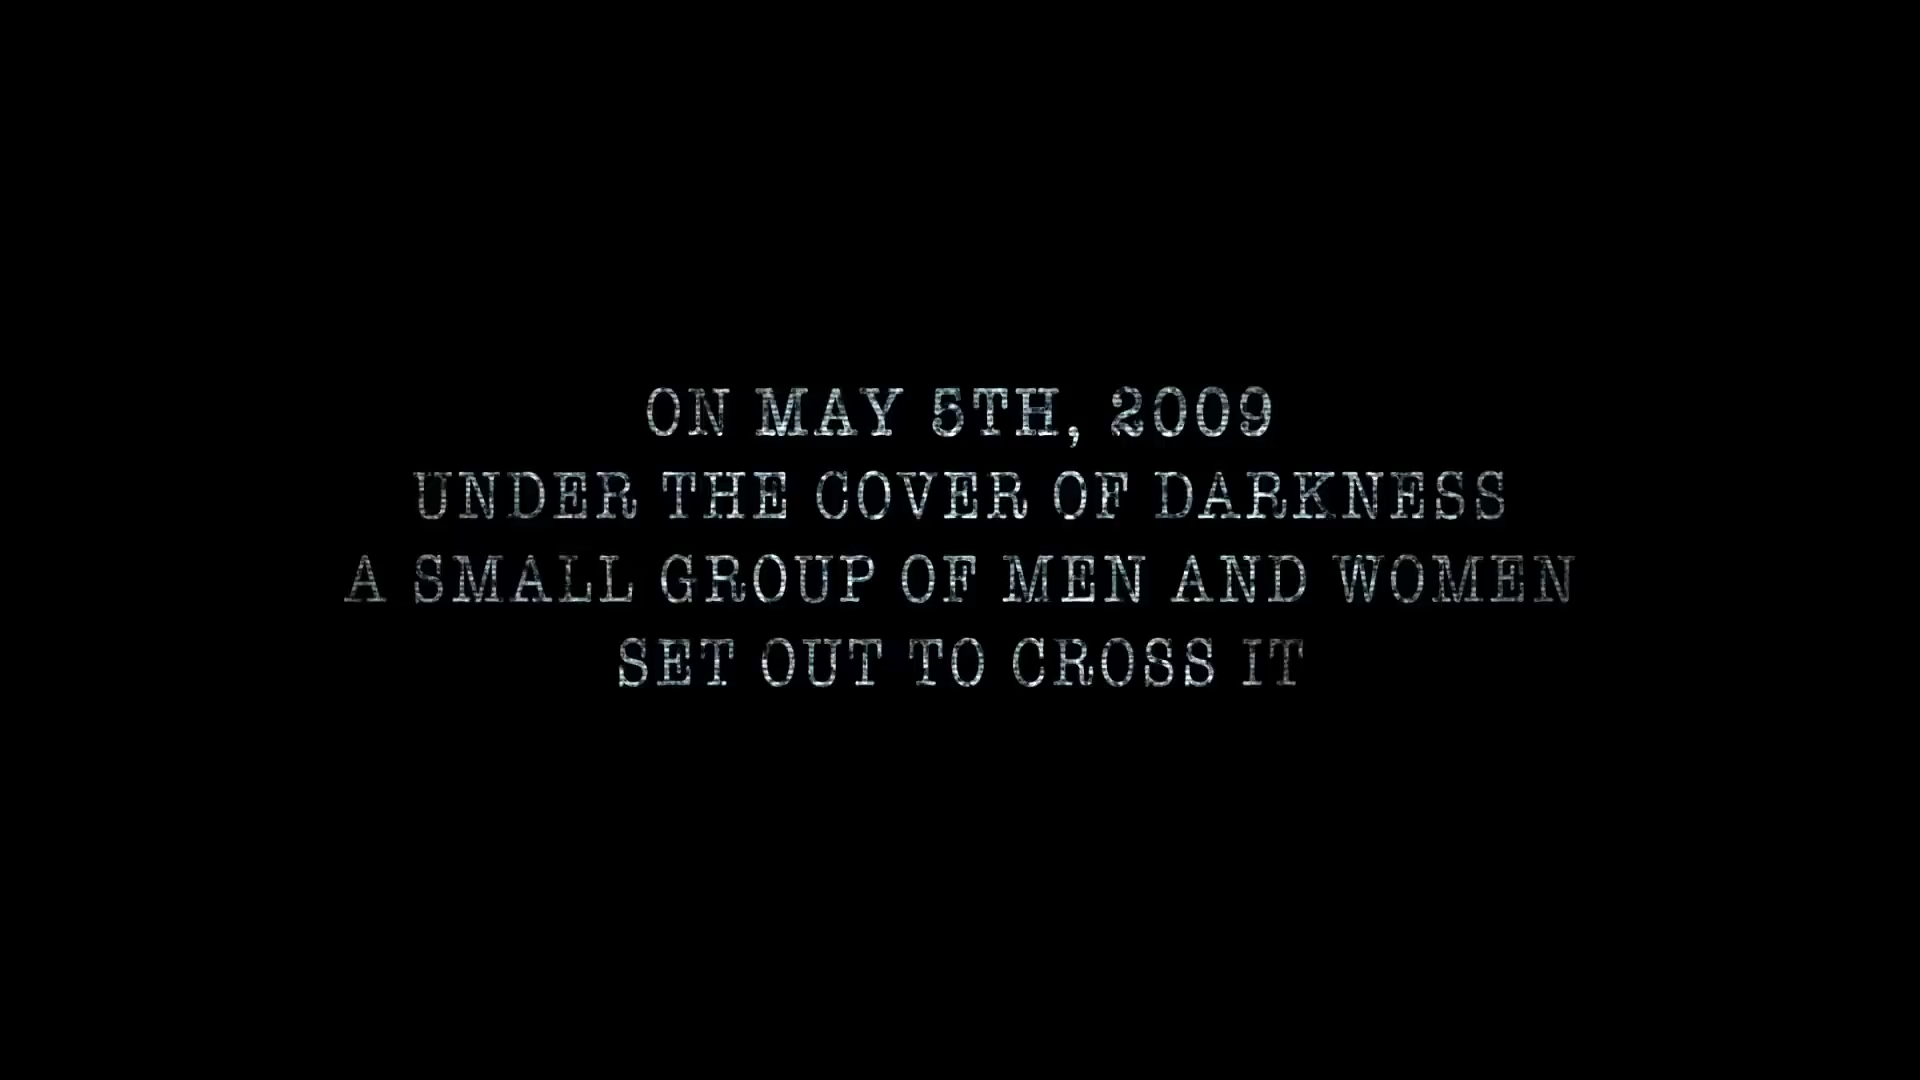 ON MAY 5TH, 2009
UNDER THE COVER OF DARKNESS
A SMALL GROUP OF MEN AND WOMEN
SET OUT TO CROSS IT